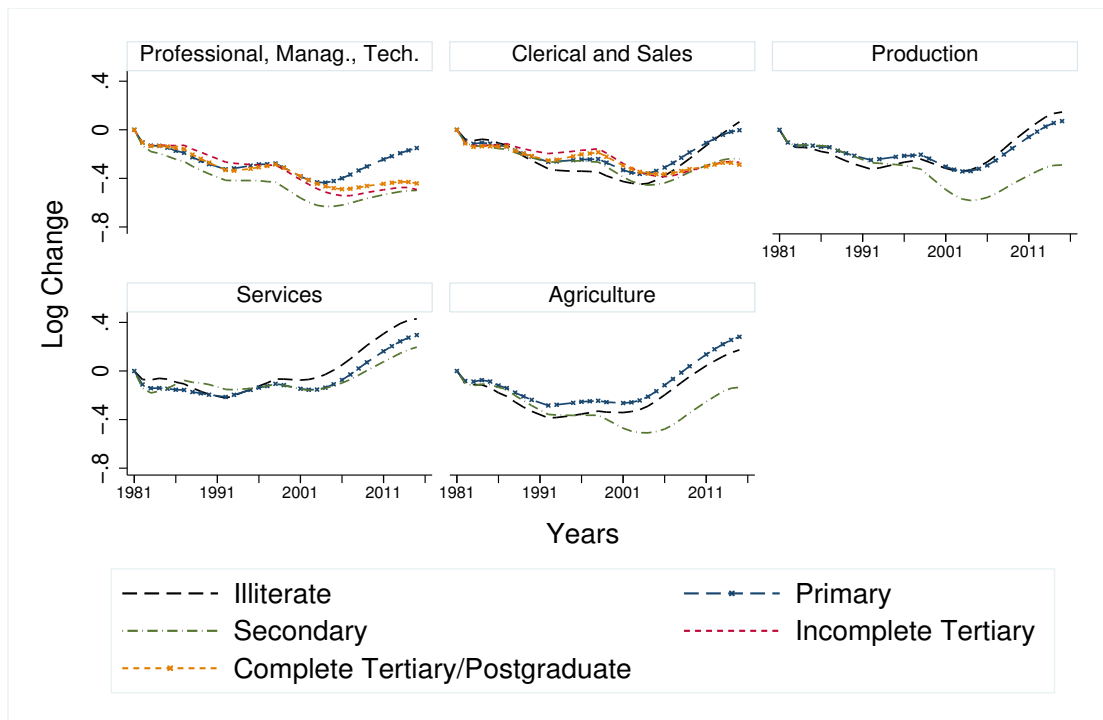 Professional, Manag., Tech.
Clerical and Sales
Production
.4
0
-.4
-.8
1981
1991
2001
2011
Services
Agriculture
.4
0
-.4
-.8
1981
1991
2001
2011
1981
1991
2001
2011
Log Change
Years
Illiterate
Primary
Secondary
Incomplete Tertiary
Complete Tertiary/Postgraduate